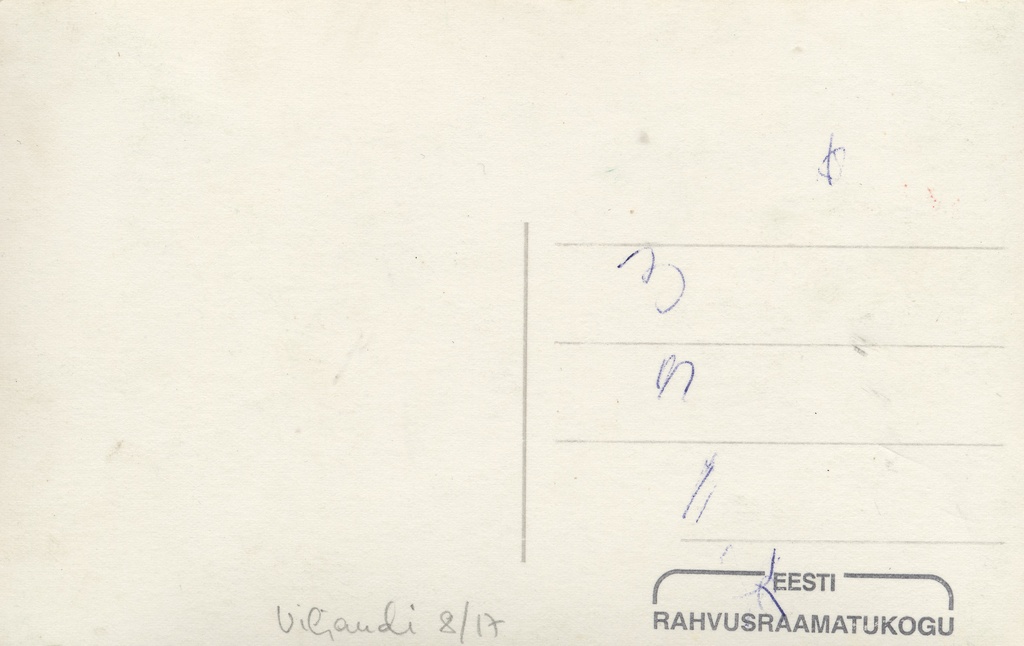 Viljandi 8/17
EESTI
RAHVUSRAAMATUKOGU